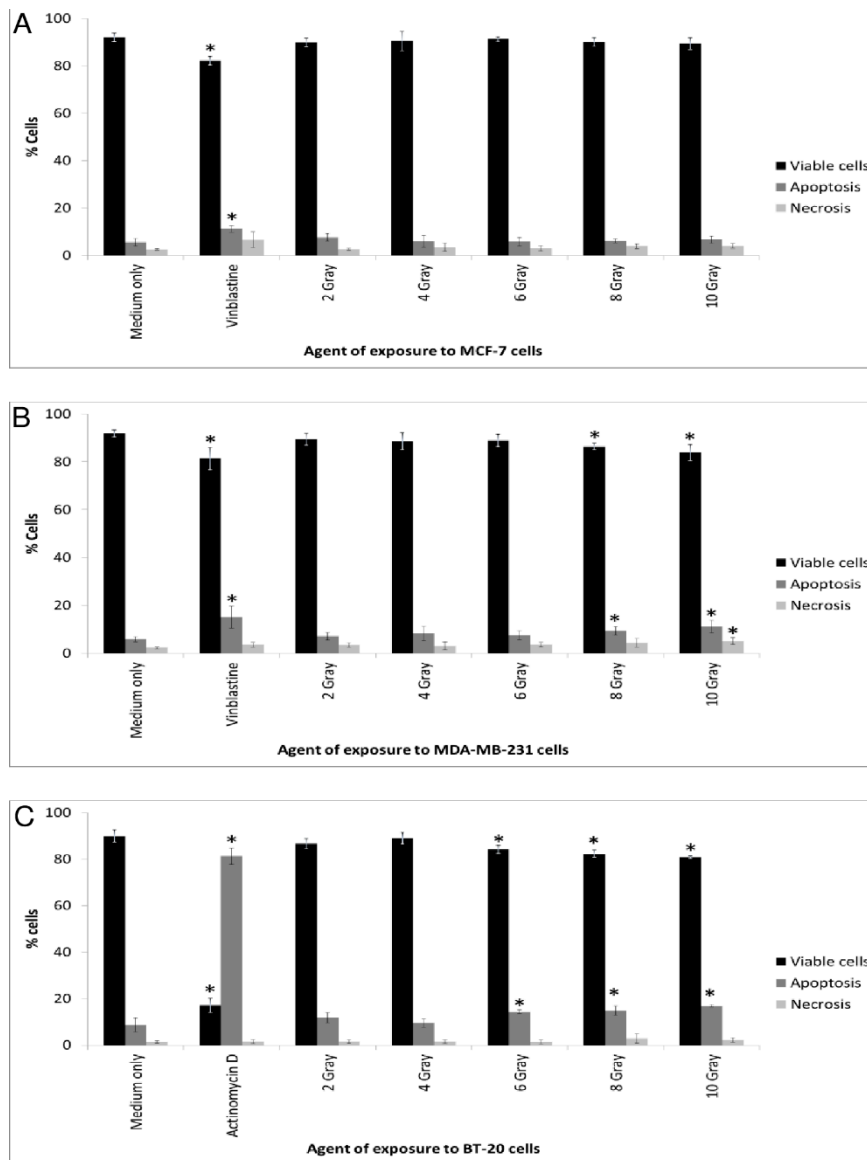 A
100
80
60
40
20
0
% Cells
*
*
Viable cells
Apoptosis
Necrosis
Medium only
Vinblastine
2 Gray
4 Gray
6 Gray
8 Gray
10 Gray
Agent of exposure to MCF-7 cells
B
100
80
60
40
20
0
% Cells
*
*
*
*
*
*
*
Viable cells
Apoptosis
Necrosis
Medium only
Vinblastine
2 Gray
4 Gray
6 Gray
8 Gray
10 Gray
Agent of exposure to MDA-MB-231 cells
C
100
80
60
40
20
0
% cells
*
*
*
*
*
*
*
*
Viable cells
Apoptosis
Necrosis
Medium only
Actinomycin D
2 Gray
4 Gray
6 Gray
8 Gray
10 Gray
Agent of exposure to BT-20 cells